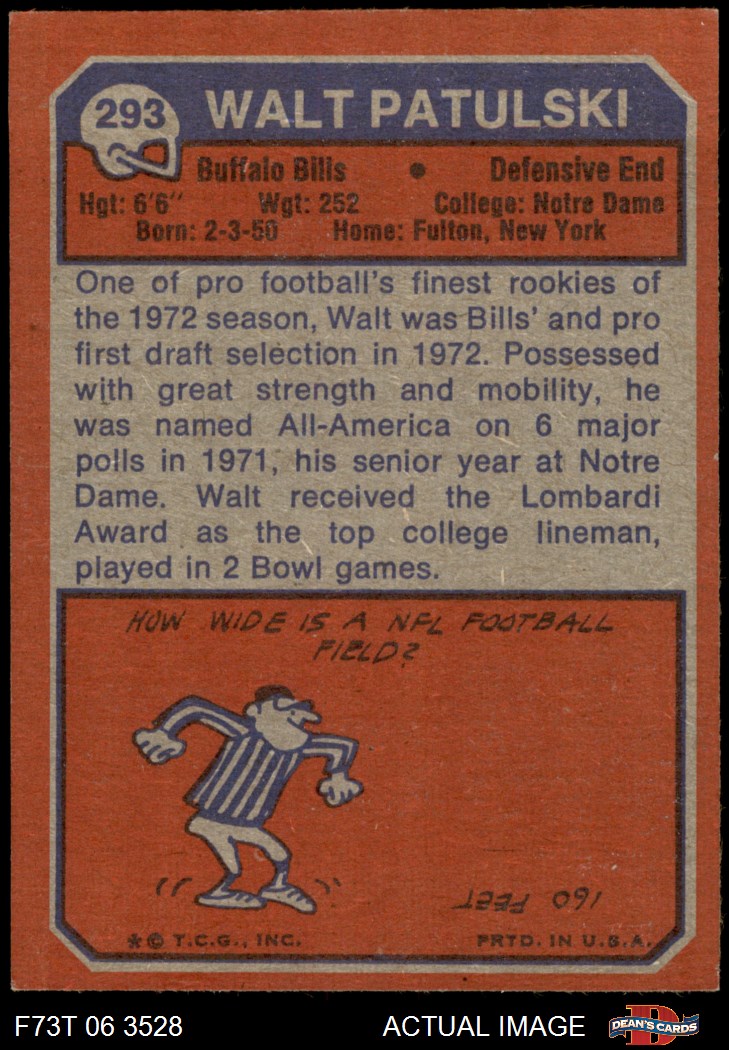 293 WALT PATULSKI
Buffalo Bills • Defensive End
Hgt: 6'6" Wgt: 252 College: Notre Dame
Born: 2-3-50 Home: Fulton, New York
One of pro football's finest rookies of
the 1972 season, Walt was Bills' and pro
first draft selection in 1972. Possessed
with great strength and mobility, he
was named All-America on 6 major
polls in 1971, his senior year at Notre
Dame. Walt received the Lombardi
Award as the top college lineman,
played in 2 Bowl games.
HOW WIDE IS A NFL FOOTBALL
FIELD?
160 FEET
*© T.C.G., INC. PRTD. IN U.S.A.
F73T 06 3528 ACTUAL IMAGE D DEAN'S CARDS